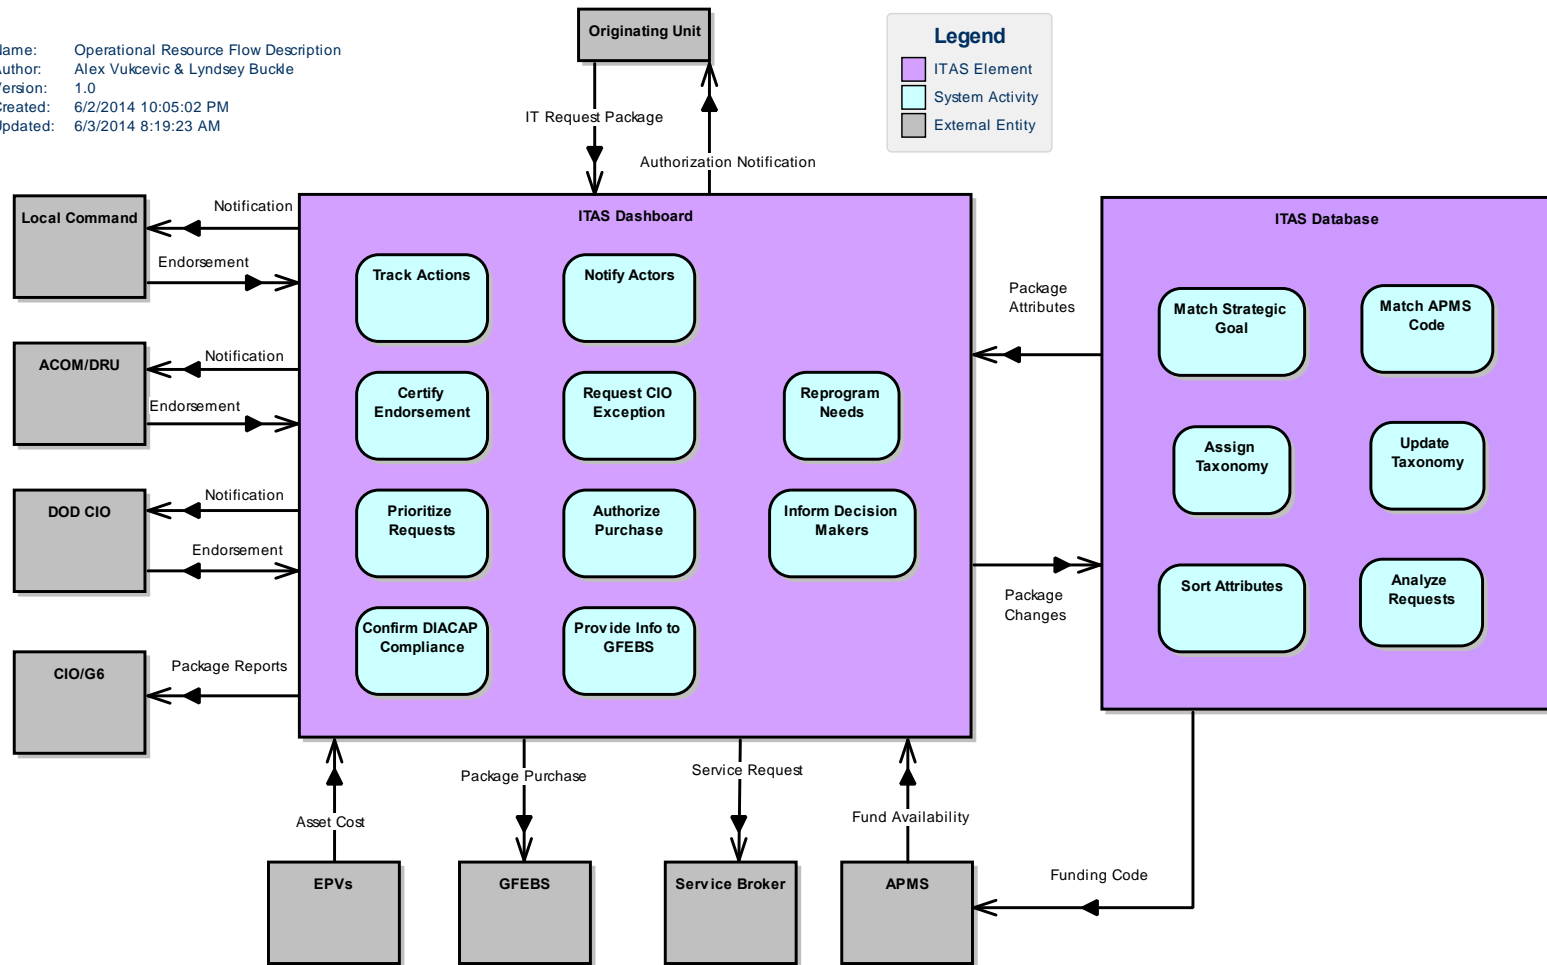 Originating Unit
Name: Operational Resource Flow Description
Author: Alex Vukcevic & Lyndsey Buckle
Version: 1.0
Created: 6/2/2014 10:05:02 PM
Updated: 6/3/2014 8:19:23 AM
Legend
ITAS Element
System Activity
External Entity
IT Request Package
Authorization Notification
Local Command
Notification
Endorsement
ACOM/DRU
Notification
Endorsement
DOD CIO
Notification
Endorsement
CIO/G6
Package Reports
ITAS Dashboard
Track Actions
Notify Actors
Certify
Endorsement
Request CIO
Exception
Reprogram
Needs
Prioritize
Requests
Authorize
Purchase
Inform Decision
Makers
Confirm DIACAP
Compliance
Provide Info to
GFEBS
Package
Attributes
Package
Changes
ITAS Database
Match Strategic
Goal
Match APMS
Code
Assign
Taxonomy
Update
Taxonomy
Sort Attributes
Analyze
Requests
Asset Cost
Package Purchase
Service Request
Fund Availability
Funding Code
EPVs
GFEBS
Service Broker
APMS